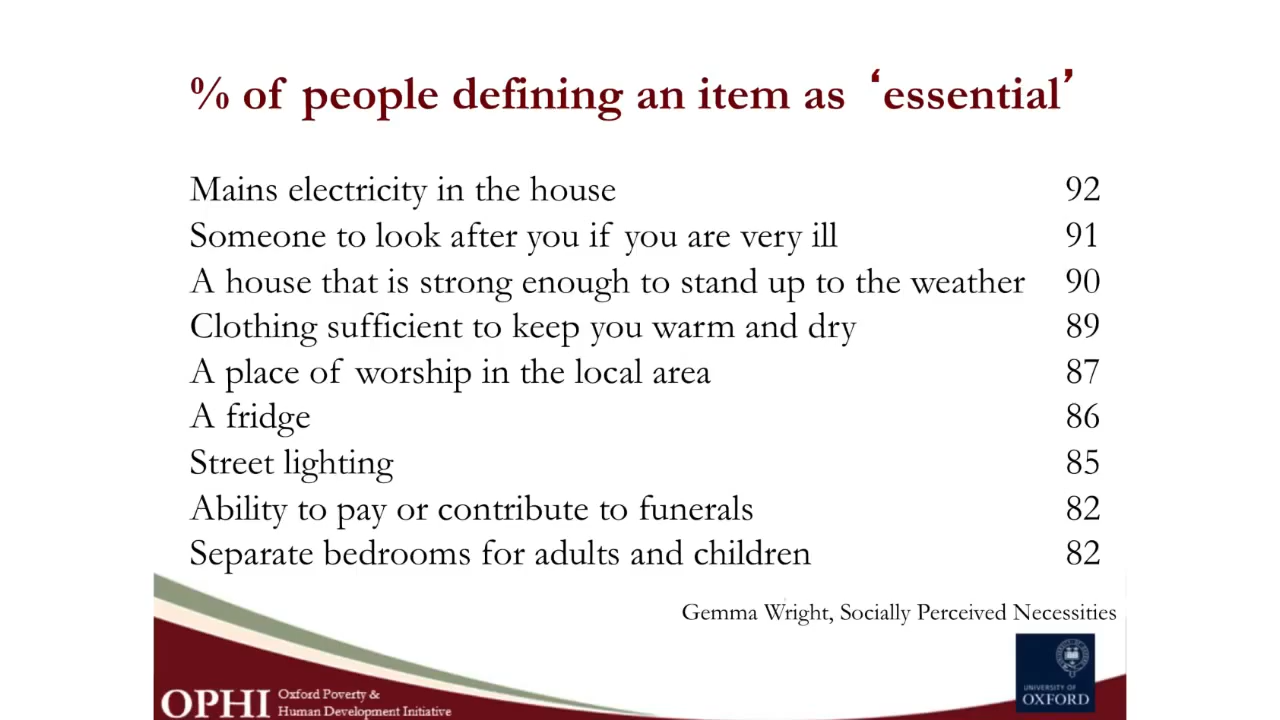 % of people defining an item as ‘essential’
Mains electricity in the house 92
Someone to look after you if you are very ill 91
A house that is strong enough to stand up to the weather 90
Clothing sufficient to keep you warm and dry 89
A place of worship in the local area 87
A fridge 86
Street lighting 85
Ability to pay or contribute to funerals 82
Separate bedrooms for adults and children 82
Gemma Wright, Socially Perceived Necessities
OPHI
Oxford Poverty &
Human Development Initiative
UNIVERSITY OF
OXFORD